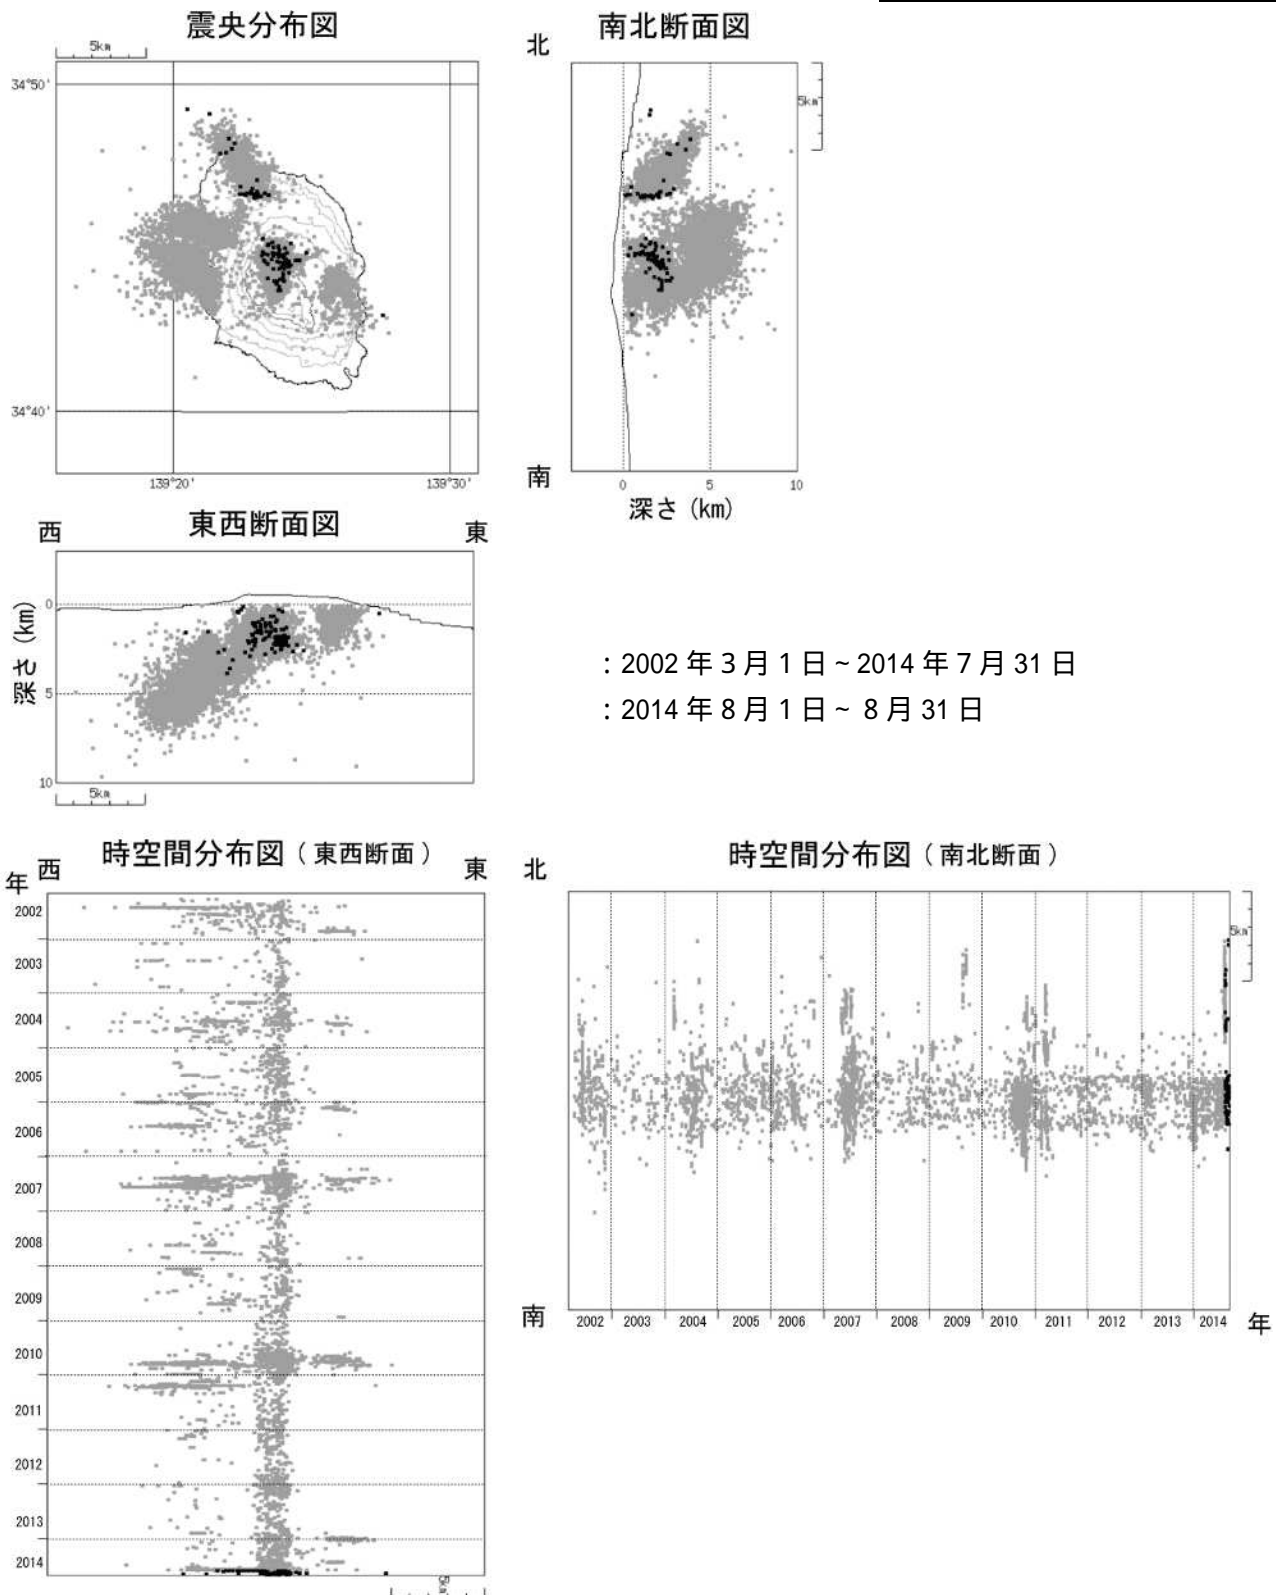 震央分布図
5km
34°50'
34°40'
139°20'
139°30'
南北断面図
北
5km
南
0
5
10
深さ (km)
東西断面図
西
東
深さ (km)
0
5
10
5km
：2002 年 3 月 1 日 ~ 2014 年 7 月 31 日
：2014 年 8 月 1 日 ~ 8 月 31 日
時空間分布図（東西断面）
西
東
年
2002
2003
2004
2005
2006
2007
2008
2009
2010
2011
2012
2013
2014
5km
時空間分布図（南北断面）
北
5km
南
2002
2003
2004
2005
2006
2007
2008
2009
2010
2011
2012
2013
2014
年